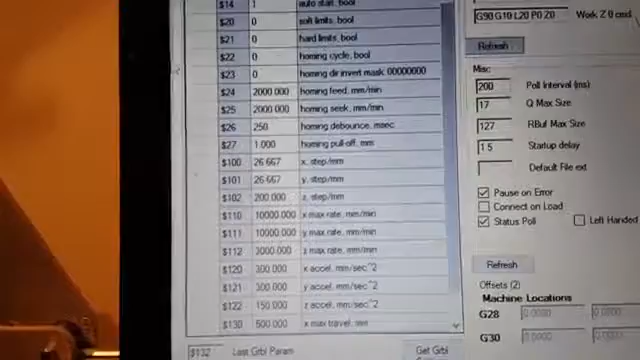 $14 1 auto start, bool
$20 0 soft limits, bool
$21 0 hard limits, bool
$22 0 homing cycle, bool
$23 0 homing dir invert mask:00000000
$24 2000.000 homing feed, mm/min
$25 2000.000 homing seek, mm/min
$26 250 homing debounce, msec
$27 1.000 homing pull-off, mm
$100 26.667 x, step/mm
$101 26.667 y, step/mm
$102 200.000 z, step/mm
$110 10000.000 x max rate, mm/min
$111 10000.000 y max rate, mm/min
$112 z max rate, mm/min
$120 300.000 x accel, mm/sec^2
$121 300.000 y accel, mm/sec^2
$122 150.000 z accel, mm/sec^2
$130 500.000 x max travel, mm
$132 Last Grbl Param Get Grbl
G90 G10 L20 P0 Z0 Work Z 0 cmd
Refresh
Misc
200 Poll Interval (ms)
17 Q Max Size
127 RBuf Max Size
1.5 Startup delay
Default File ext
Pause on Error
Connect on Load
Status Poll Left Handed
Refresh
Offsets (2)
Machine Locations
G28 0.0000 0.0000
G30 0.0000 0.0000